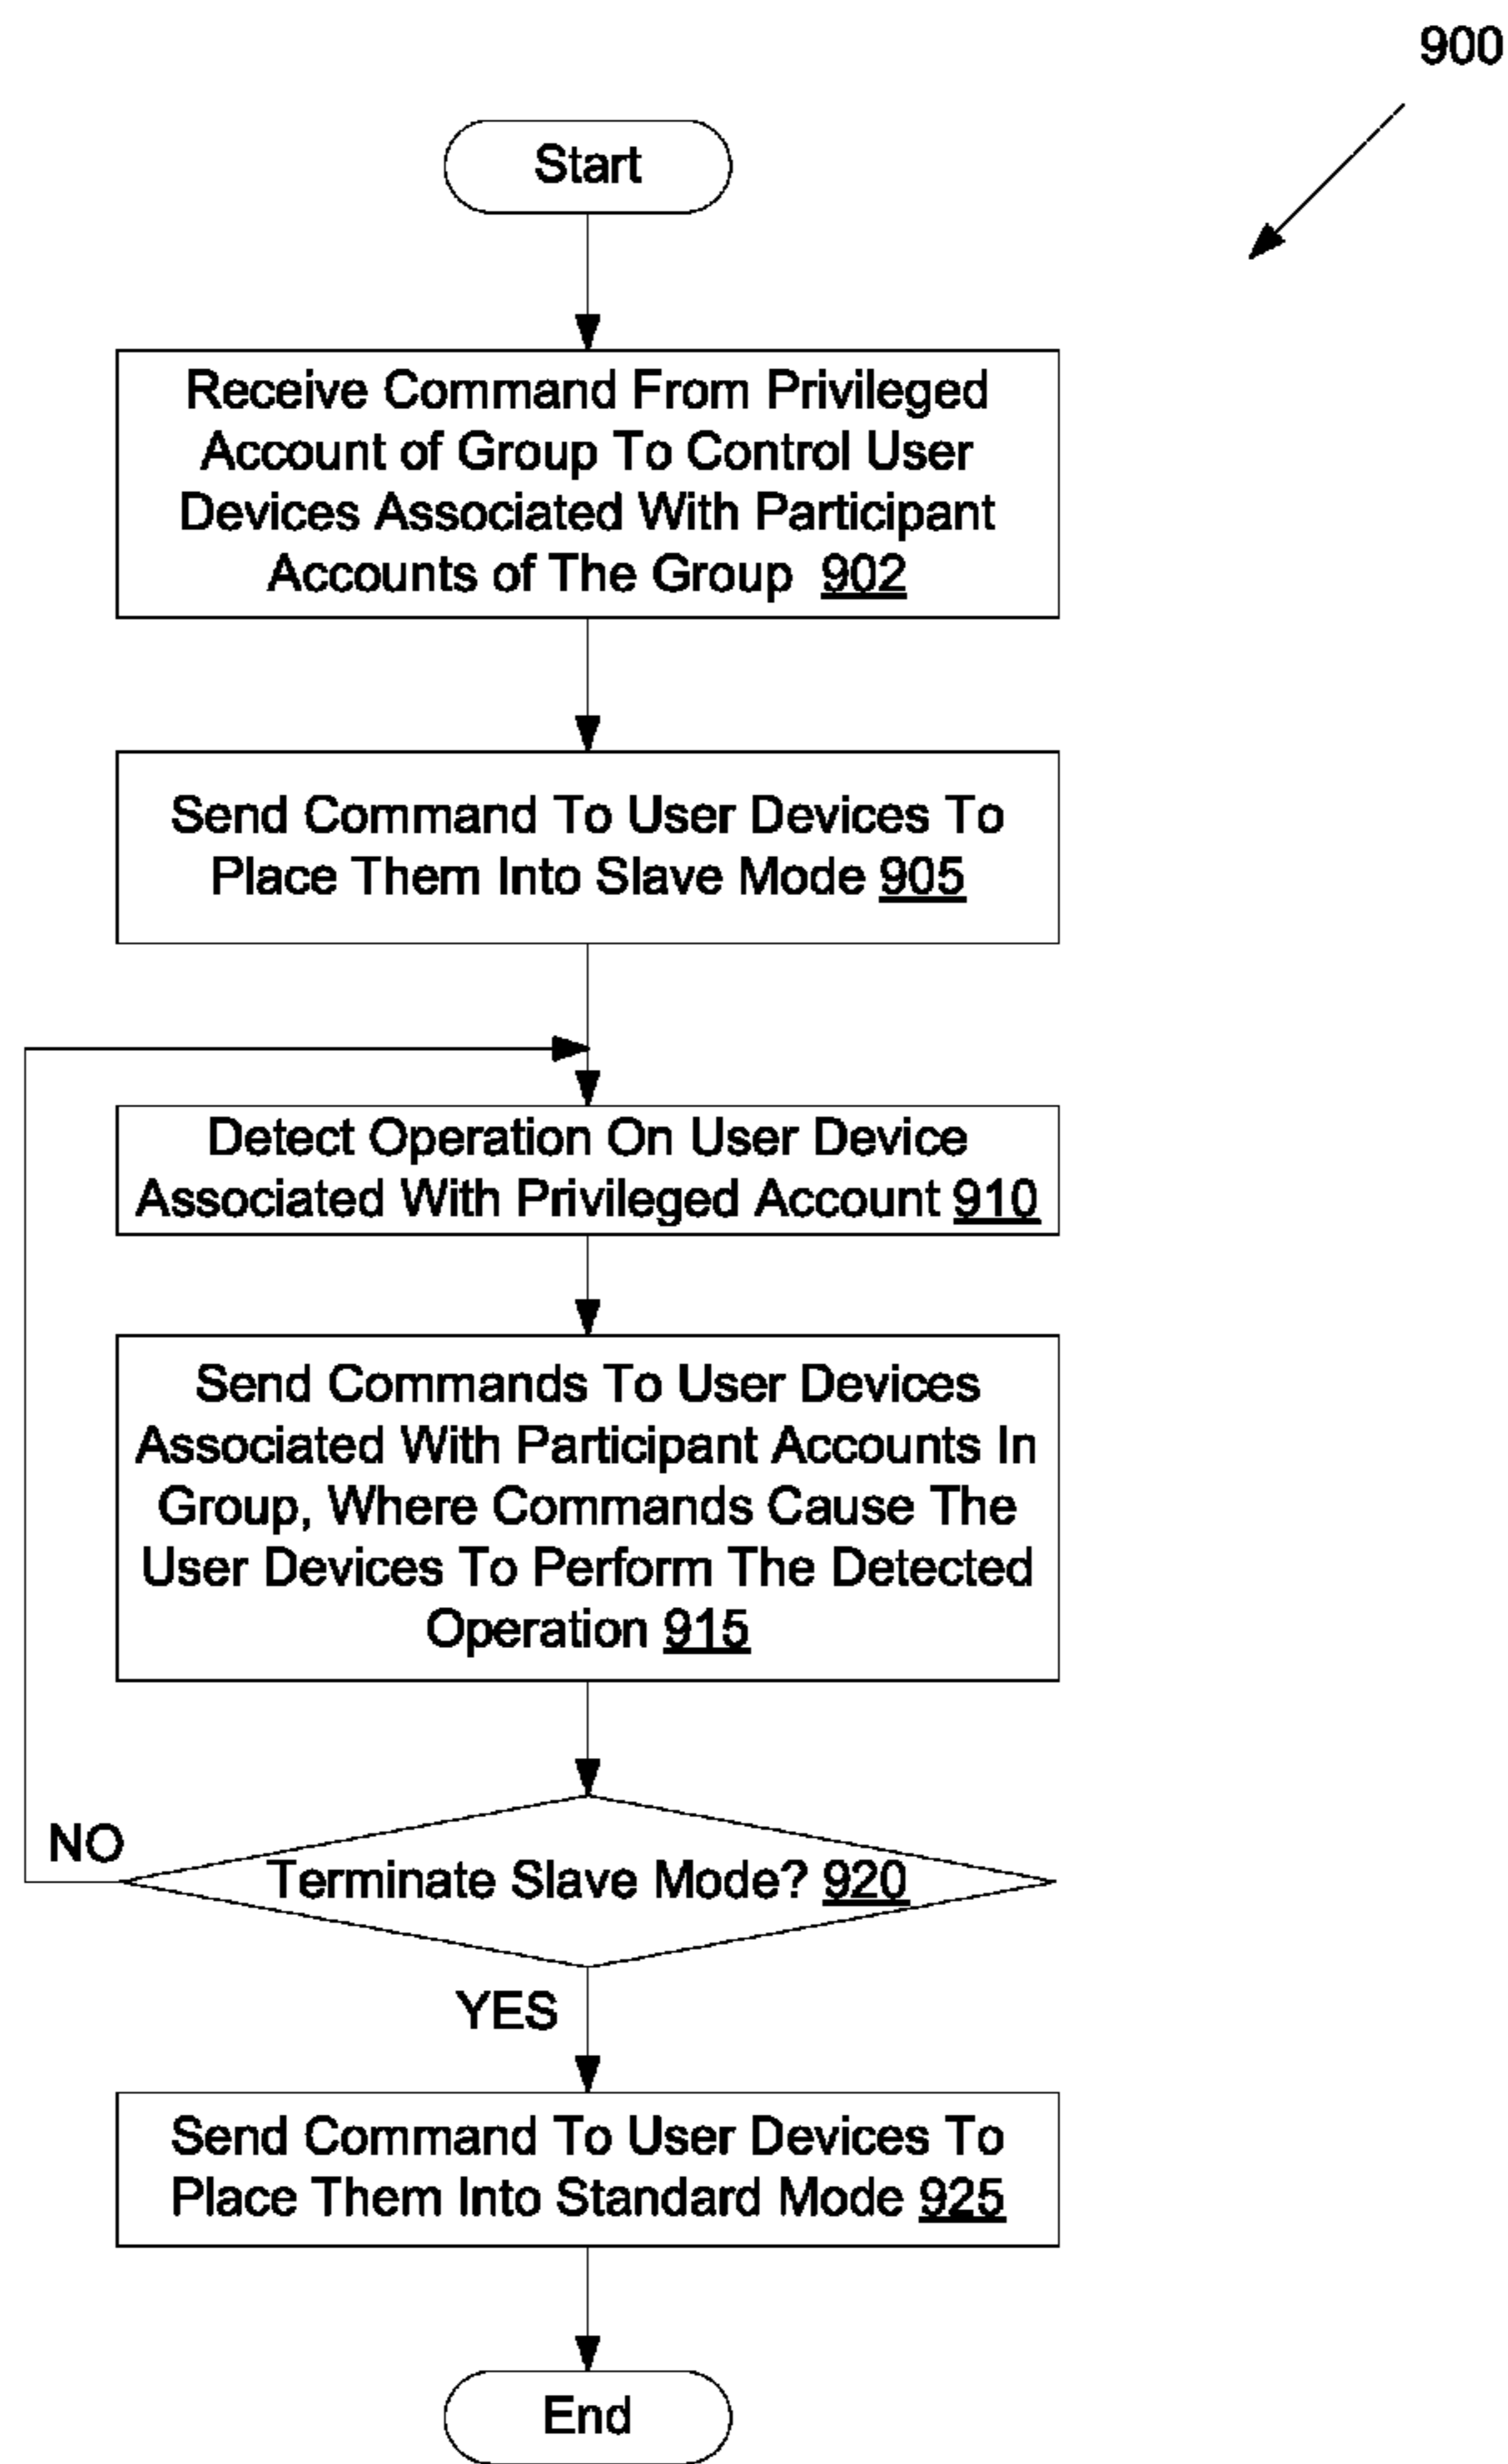 900
Start
Receive Command From Privileged
Account of Group To Control User
Devices Associated With Participant
Accounts of The Group 902
Send Command To User Devices To
Place Them Into Slave Mode 905
Detect Operation On User Device
Associated With Privileged Account 910
Send Commands To User Devices
Associated With Participant Accounts In
Group, Where Commands Cause The
User Devices To Perform The Detected
Operation 915
NO
Terminate Slave Mode? 920
YES
Send Command To User Devices To
Place Them Into Standard Mode 925
End